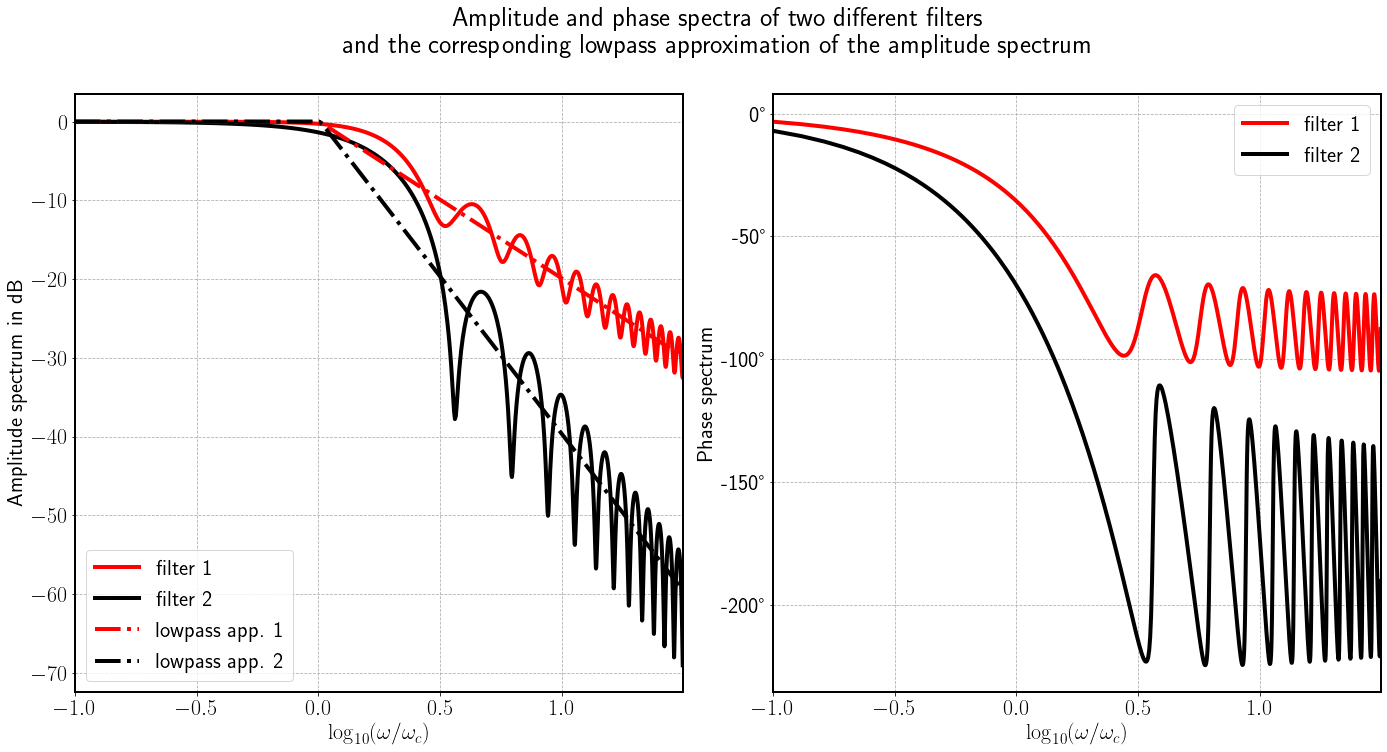 Amplitude and phase spectra of two different filters
and the corresponding lowpass approximation of the amplitude spectrum
Amplitude spectrum in dB
0
−10
−20
−30
−40
−50
−60
−70
filter 1
filter 2
lowpass app. 1
lowpass app. 2
−1.0 −0.5 0.0 0.5 1.0
log₁₀(ω/ω_c)
Phase spectrum
0°
-50°
-100°
-150°
-200°
filter 1
filter 2
−1.0 −0.5 0.0 0.5 1.0
log₁₀(ω/ω_c)